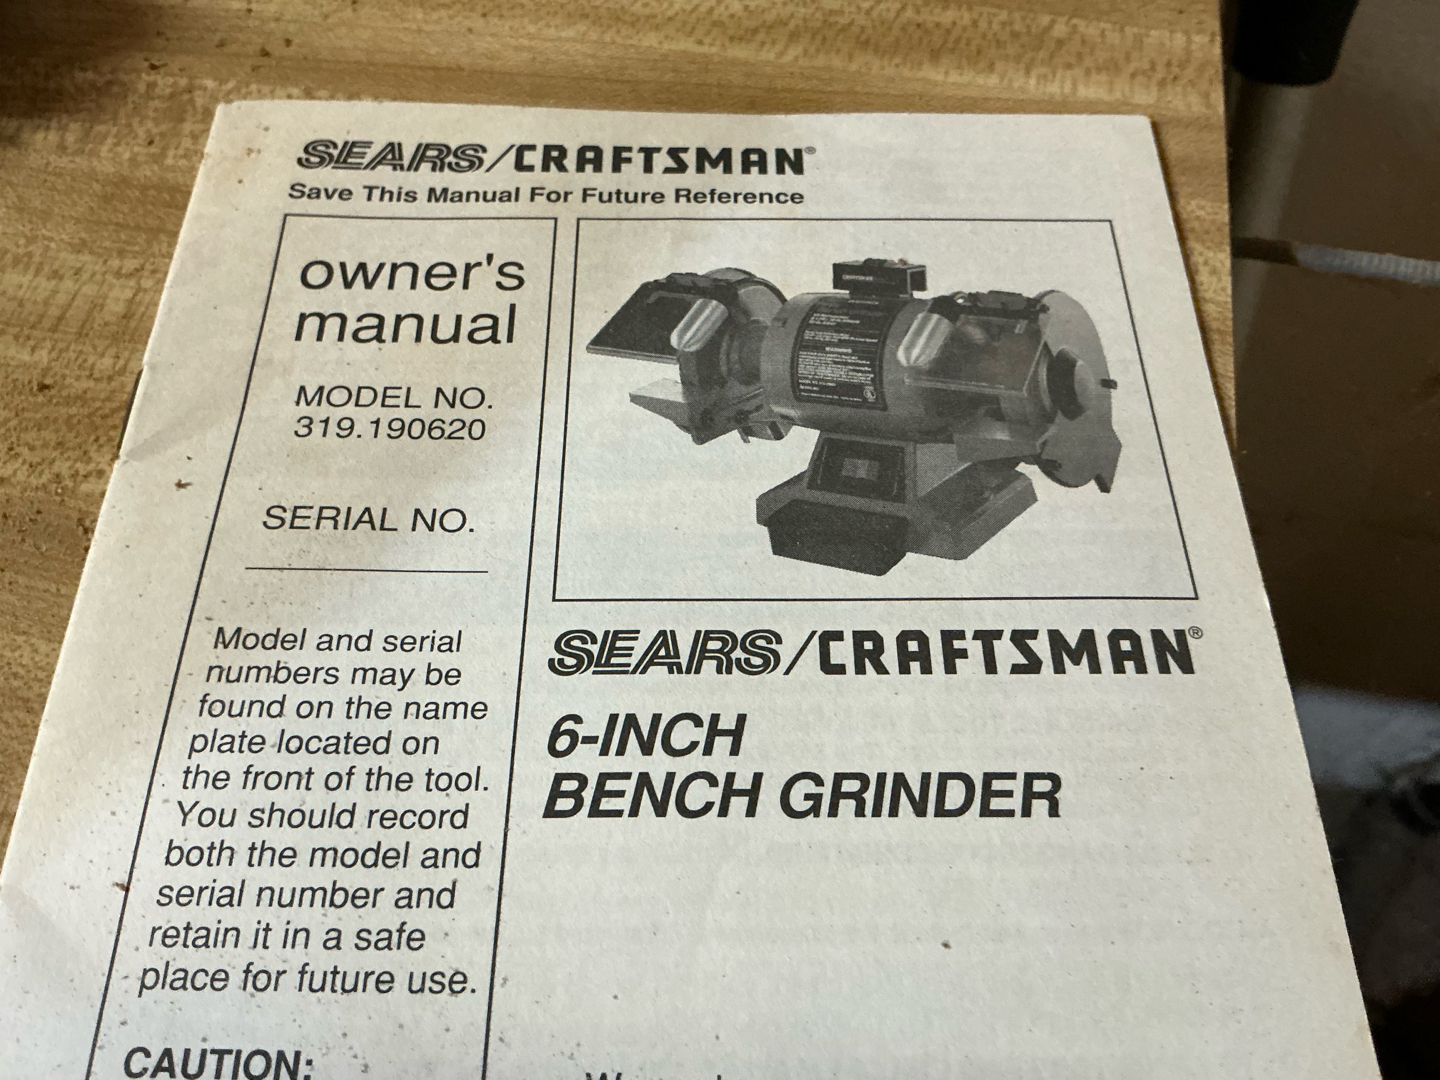 SEARS/CRAFTSMAN®
Save This Manual For Future Reference
owner's
manual
MODEL NO.
319.190620
SERIAL NO.
Model and serial
numbers may be
found on the name
plate located on
the front of the tool.
You should record
both the model and
serial number and
retain it in a safe
place for future use.
CAUTION:
CRAFTSMAN
WARNING
SEARS/CRAFTSMAN®
6-INCH
BENCH GRINDER